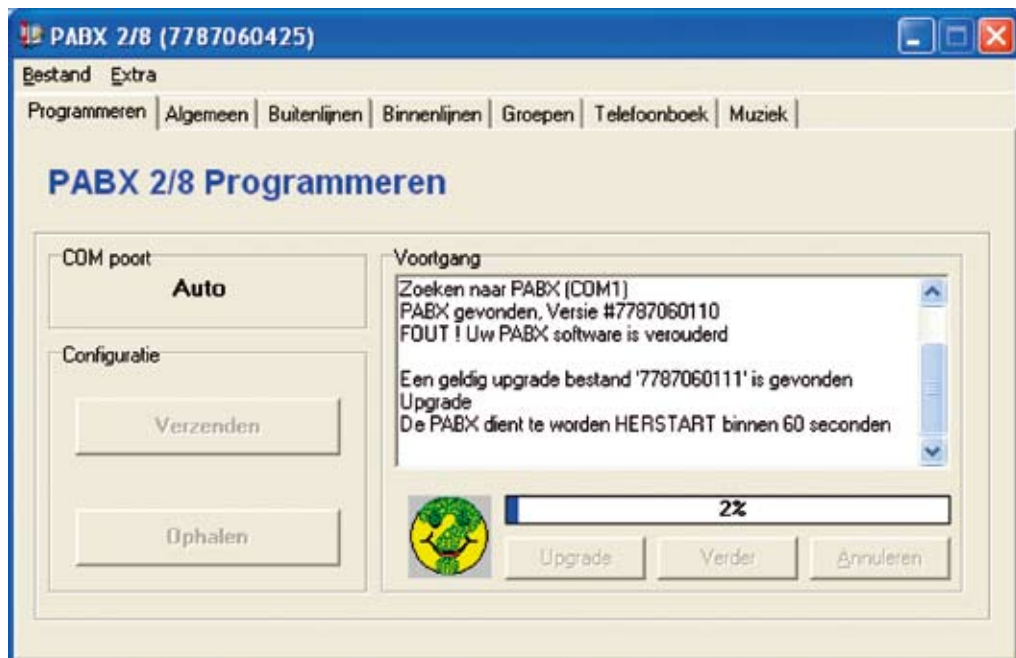 PABX 2/8 (7787060425)
Bestand Extra
Programmeren Algemeen Buitenlijnen Binnenlijnen Groepen Telefoonboek Muziek
PABX 2/8 Programmeren
COM poort
Auto
Configuratie
Verzenden
Ophalen
Voortgang
Zoeken naar PABX (COM1)
PABX gevonden, Versie #7787060110
FOUT ! Uw PABX software is verouderd
Een geldig upgrade bestand '7787060111' is gevonden
Upgrade
De PABX dient te worden HERSTART binnen 60 seconden
2%
Upgrade Verder Annuleren